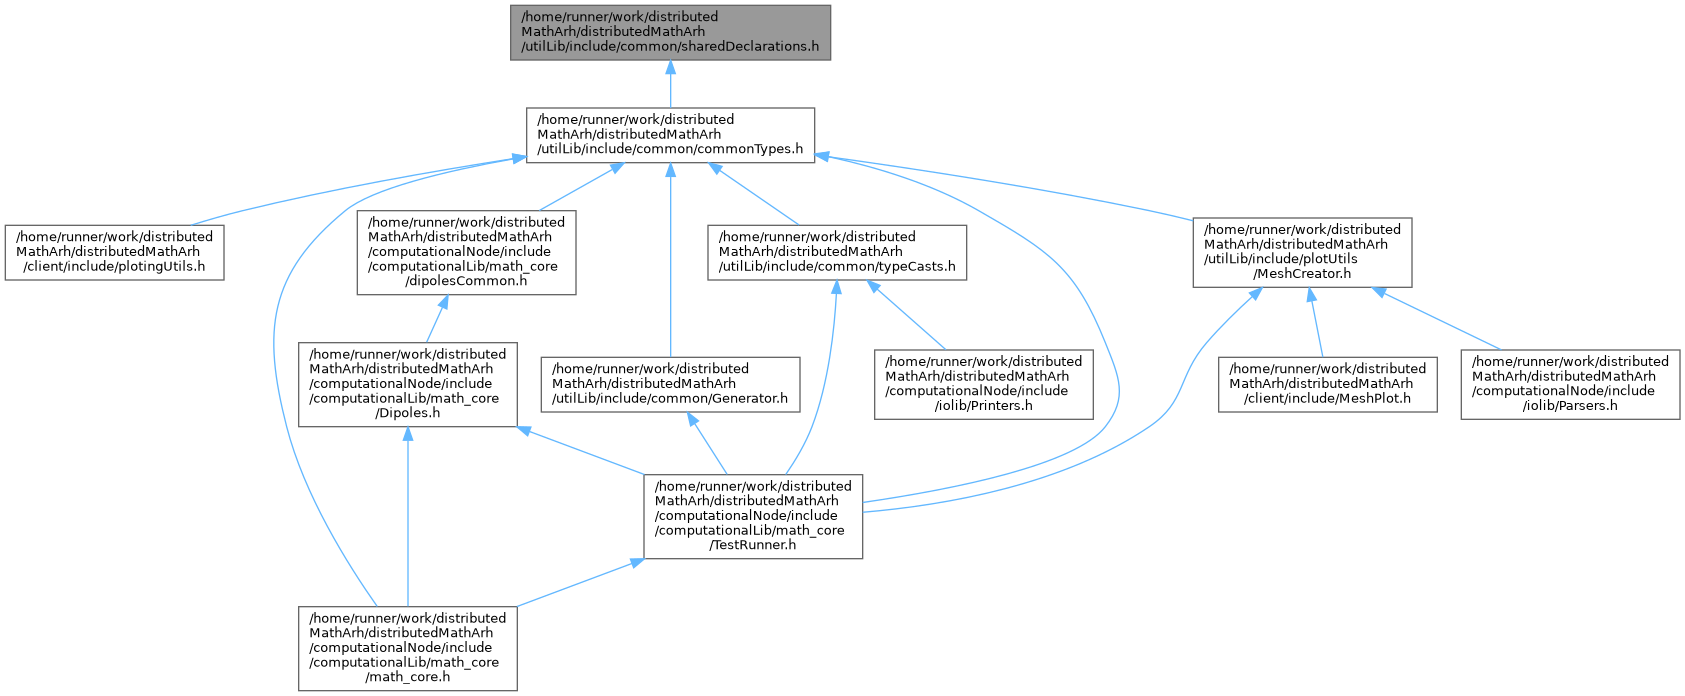 /home/runner/work/distributed
MathArh/distributedMathArh
/utilLib/include/common/sharedDeclarations.h
/home/runner/work/distributed
MathArh/distributedMathArh
/utilLib/include/common/commonTypes.h
/home/runner/work/distributed
MathArh/distributedMathArh
/client/include/plotingUtils.h
/home/runner/work/distributed
MathArh/distributedMathArh
/computationalNode/include
/computationalLib/math_core
/dipolesCommon.h
/home/runner/work/distributed
MathArh/distributedMathArh
/utilLib/include/common/typeCasts.h
/home/runner/work/distributed
MathArh/distributedMathArh
/utilLib/include/plotUtils
/MeshCreator.h
/home/runner/work/distributed
MathArh/distributedMathArh
/computationalNode/include
/computationalLib/math_core
/Dipoles.h
/home/runner/work/distributed
MathArh/distributedMathArh
/utilLib/include/common/Generator.h
/home/runner/work/distributed
MathArh/distributedMathArh
/computationalNode/include
/iolib/Printers.h
/home/runner/work/distributed
MathArh/distributedMathArh
/client/include/MeshPlot.h
/home/runner/work/distributed
MathArh/distributedMathArh
/computationalNode/include
/iolib/Parsers.h
/home/runner/work/distributed
MathArh/distributedMathArh
/computationalNode/include
/computationalLib/math_core
/TestRunner.h
/home/runner/work/distributed
MathArh/distributedMathArh
/computationalNode/include
/computationalLib/math_core
/math_core.h